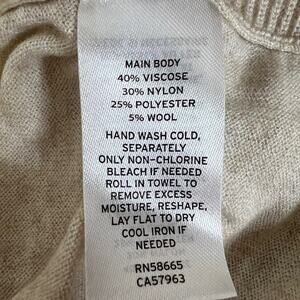 MAIN BODY
40% VISCOSE
30% NYLON
25% POLYESTER
5% WOOL
HAND WASH COLD,
SEPARATELY
ONLY NON-CHLORINE
BLEACH IF NEEDED
ROLL IN TOWEL TO
REMOVE EXCESS
MOISTURE, RESHAPE,
LAY FLAT TO DRY
COOL IRON IF
NEEDED
RN58665
CA57963